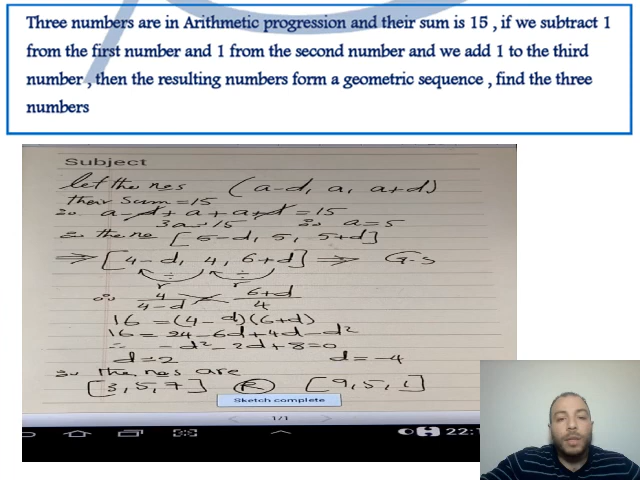 Three numbers are in Arithmetic progression and their sum is 15 , if we subtract 1
from the first number and 1 from the second number and we add 1 to the third
number , then the resulting numbers form a geometric sequence , find the three
numbers
Subject
let the nos (a-d, a, a+d)
their sum = 15
∴ a-d + a + a+d = 15
3a = 15 ∴ a = 5
∴ the no [5-d, 5, 5+d]
⇒ [4-d, 4, 6+d] ⇒ G.S
÷ ÷
r r
∴ 4/(4-d) (6+d)/4
16 = (4-d)(6+d)
16 = 24 - 6d + 4d - d²
∴ -d² - 2d + 8 = 0
d = 2 d = -4
∴ the nos are
[3, 5, 7] or [9, 5, 1]
Sketch complete
1/1
22:1